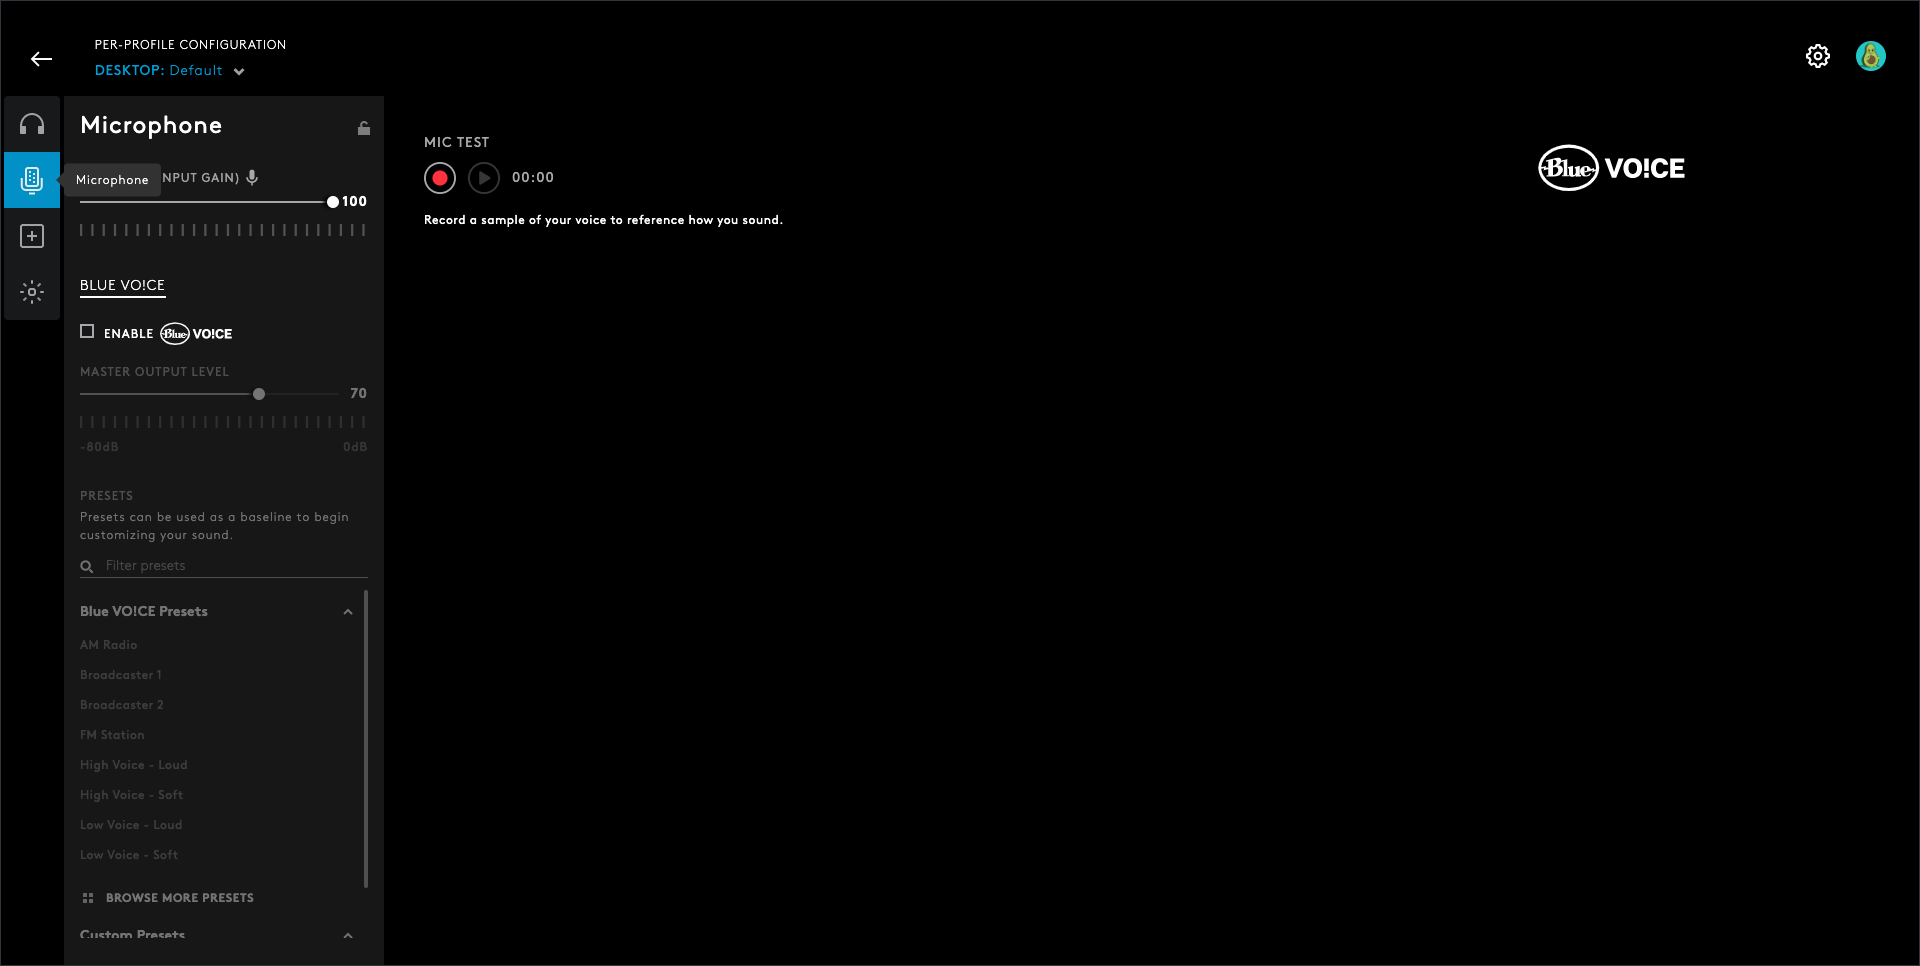 PER-PROFILE CONFIGURATION
DESKTOP: Default
Microphone
Microphone
NPUT GAIN)
100
BLUE VO!CE
ENABLE Blue VO!CE
MASTER OUTPUT LEVEL
70
-80dB 0dB
PRESETS
Presets can be used as a baseline to begin
customizing your sound.
Filter presets
Blue VO!CE Presets
AM Radio
Broadcaster 1
Broadcaster 2
FM Station
High Voice - Loud
High Voice - Soft
Low Voice - Loud
Low Voice - Soft
BROWSE MORE PRESETS
Custom Presets
MIC TEST
00:00
Record a sample of your voice to reference how you sound.
Blue VO!CE